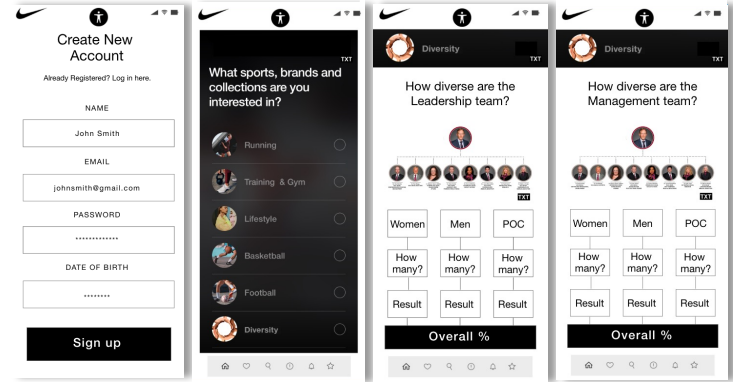 Create New
Account
Already Registered? Log in here.
NAME
John Smith
EMAIL
johnsmith@gmail.com
PASSWORD
*************
DATE OF BIRTH
********
Sign up
TXT
What sports, brands and
collections are you
interested in?
Running
Training & Gym
Lifestyle
Basketball
Football
Diversity
Diversity
TXT
How diverse are the
Leadership team?
TXT
Women Men POC
How many? How many? How many?
Result Result Result
Overall %
Diversity
TXT
How diverse are the
Management team?
TXT
Women Men POC
How many? How many? How many?
Result Result Result
Overall %